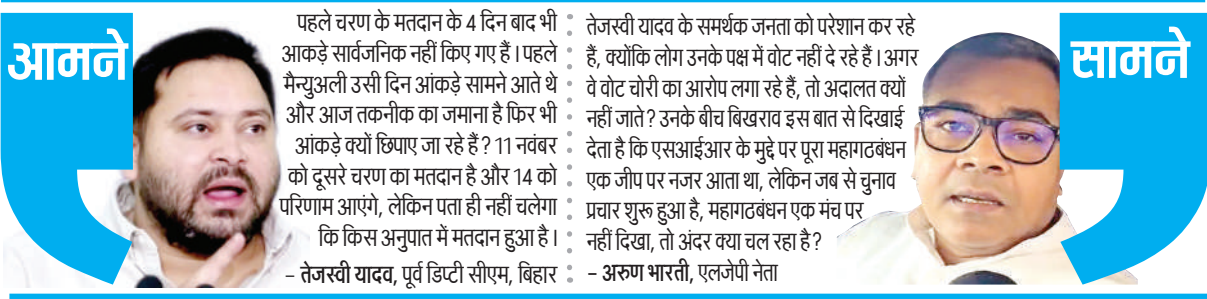 आमने
पहले चरण के मतदान के 4 दिन बाद भी
आकड़े सार्वजनिक नहीं किए गए हैं। पहले
मैन्युअली उसी दिन आंकड़े सामने आते थे
और आज तकनीक का जमाना है फिर भी
आंकड़े क्यों छिपाए जा रहे हैं? 11 नवंबर
को दूसरे चरण का मतदान है और 14 को
परिणाम आएंगे, लेकिन पता ही नहीं चलेगा
कि किस अनुपात में मतदान हुआ है।
– तेजस्वी यादव, पूर्व डिप्टी सीएम, बिहार
तेजस्वी यादव के समर्थक जनता को परेशान कर रहे
हैं, क्योंकि लोग उनके पक्ष में वोट नहीं दे रहे हैं। अगर
वे वोट चोरी का आरोप लगा रहे हैं, तो अदालत क्यों
नहीं जाते? उनके बीच बिखराव इस बात से दिखाई
देता है कि एसआईआर के मुद्दे पर पूरा महागठबंधन
एक जीप पर नजर आता था, लेकिन जब से चुनाव
प्रचार शुरू हुआ है, महागठबंधन एक मंच पर
नहीं दिखा, तो अंदर क्या चल रहा है?
– अरुण भारती, एलजेपी नेता
सामने